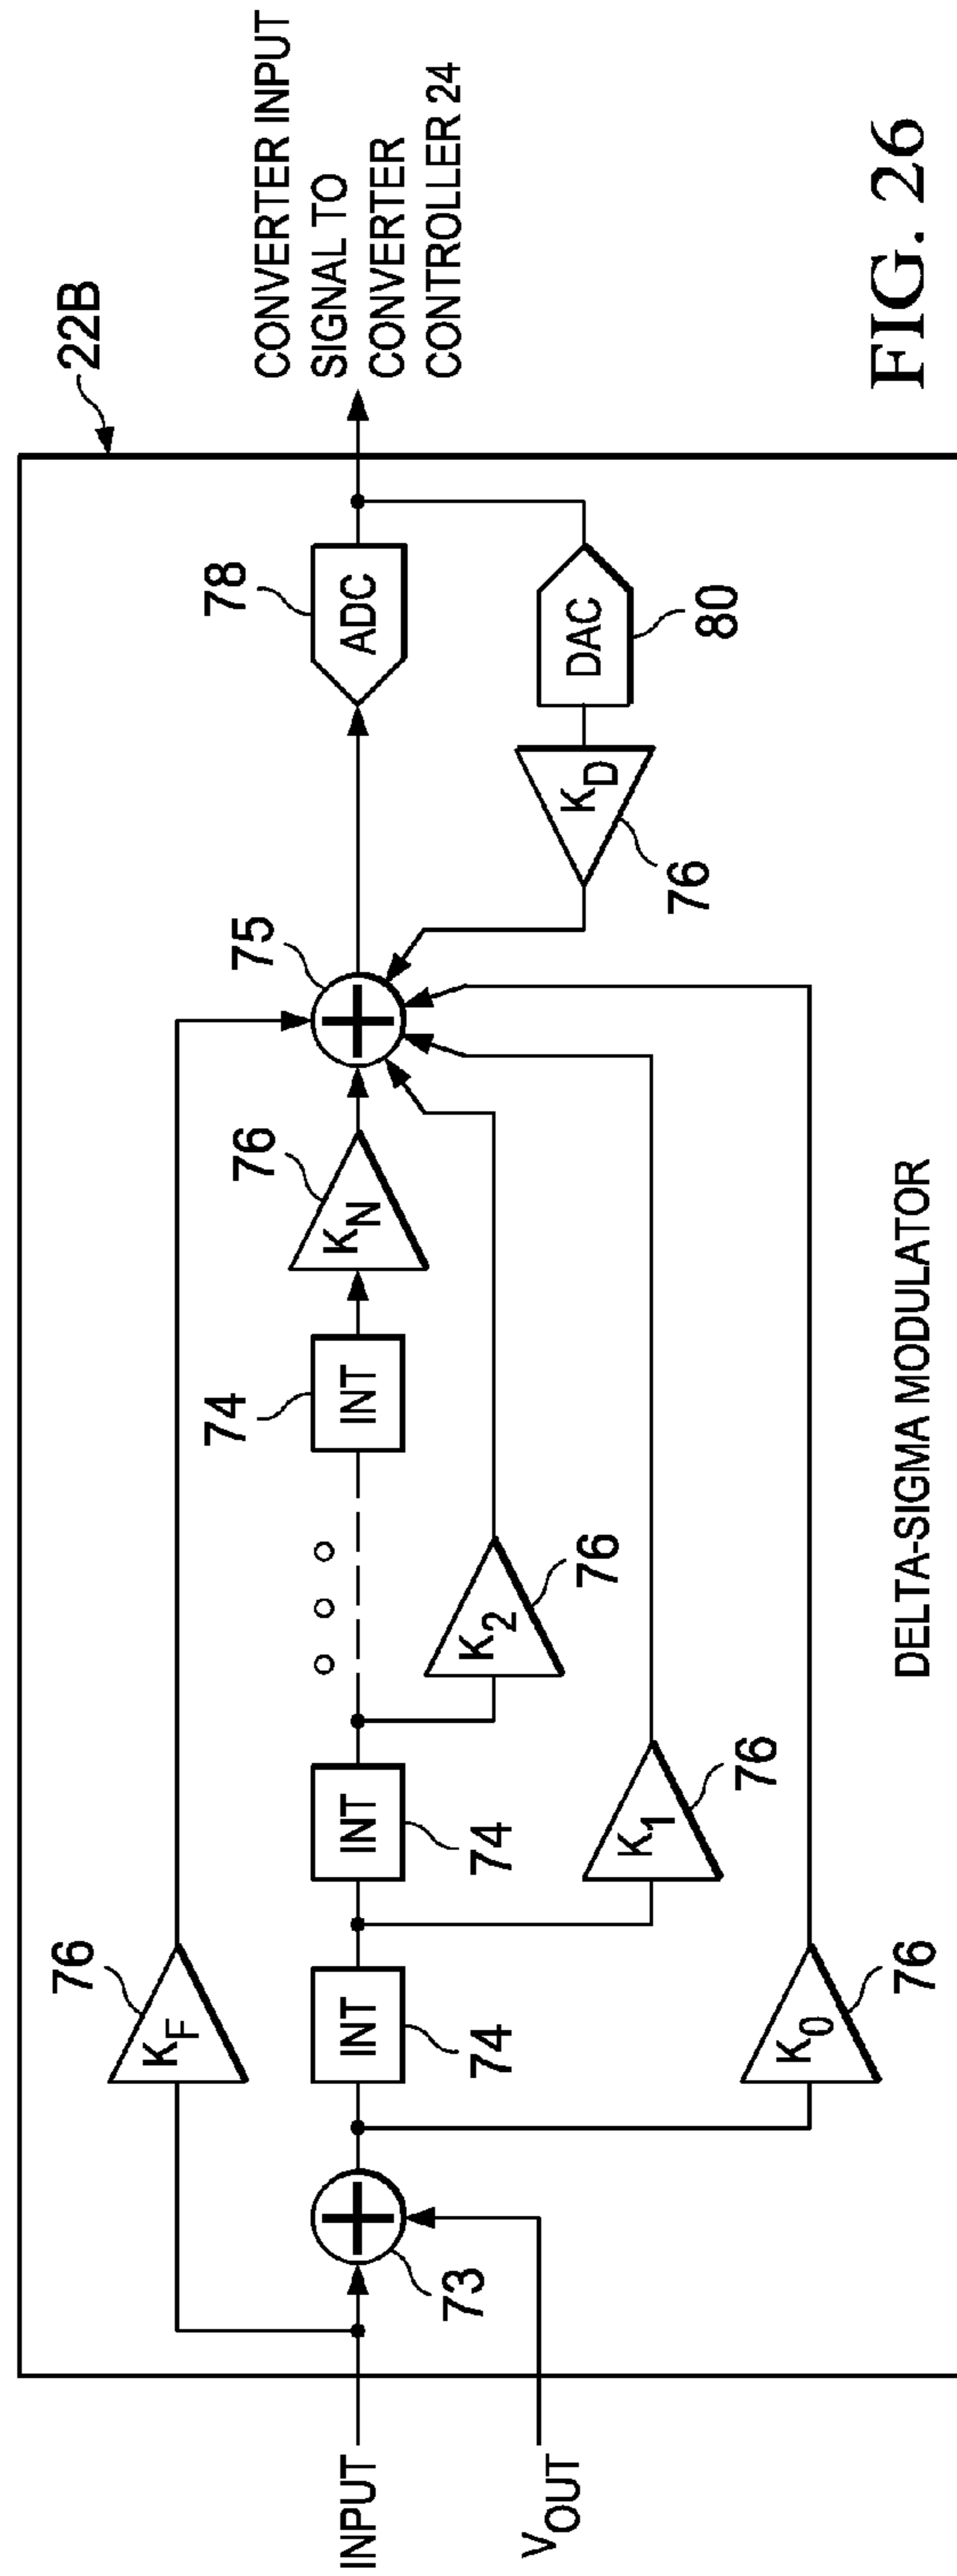 22B
CONVERTER INPUT
SIGNAL TO
CONVERTER
CONTROLLER 24
76
K_F
INPUT
V_OUT
73
INT
74
INT
74
INT
74
K_N
76
75
ADC
78
DAC
80
K_D
76
K_2
76
K_1
76
K_0
76
DELTA-SIGMA MODULATOR
FIG. 26